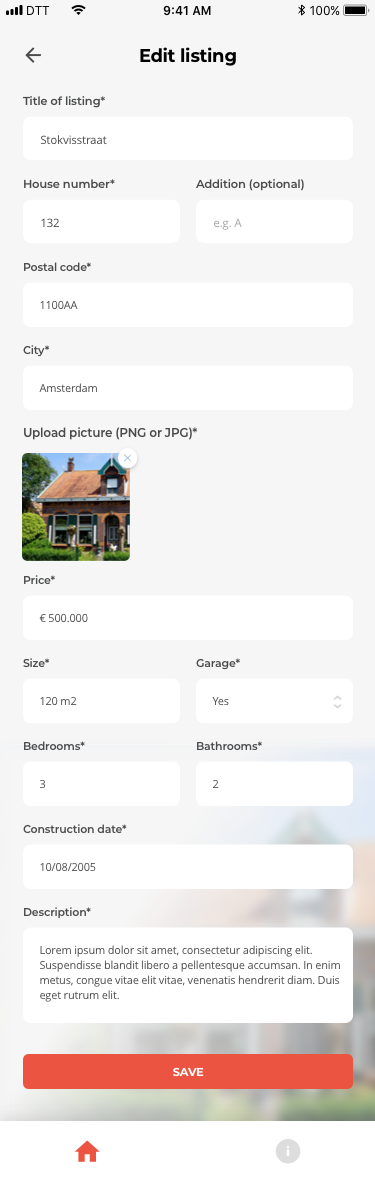 DTT 9:41 AM 100%
Edit listing
Title of listing*
Stokvisstraat
House number* Addition (optional)
132 e.g. A
Postal code*
1100AA
City*
Amsterdam
Upload picture (PNG or JPG)*
Price*
€ 500.000
Size* Garage*
120 m2 Yes
Bedrooms* Bathrooms*
3 2
Construction date*
10/08/2005
Description*
Lorem ipsum dolor sit amet, consectetur adipiscing elit.
Suspendisse blandit libero a pellentesque accumsan. In enim
metus, congue vitae elit vitae, venenatis hendrerit diam. Duis
eget rutrum elit.
SAVE